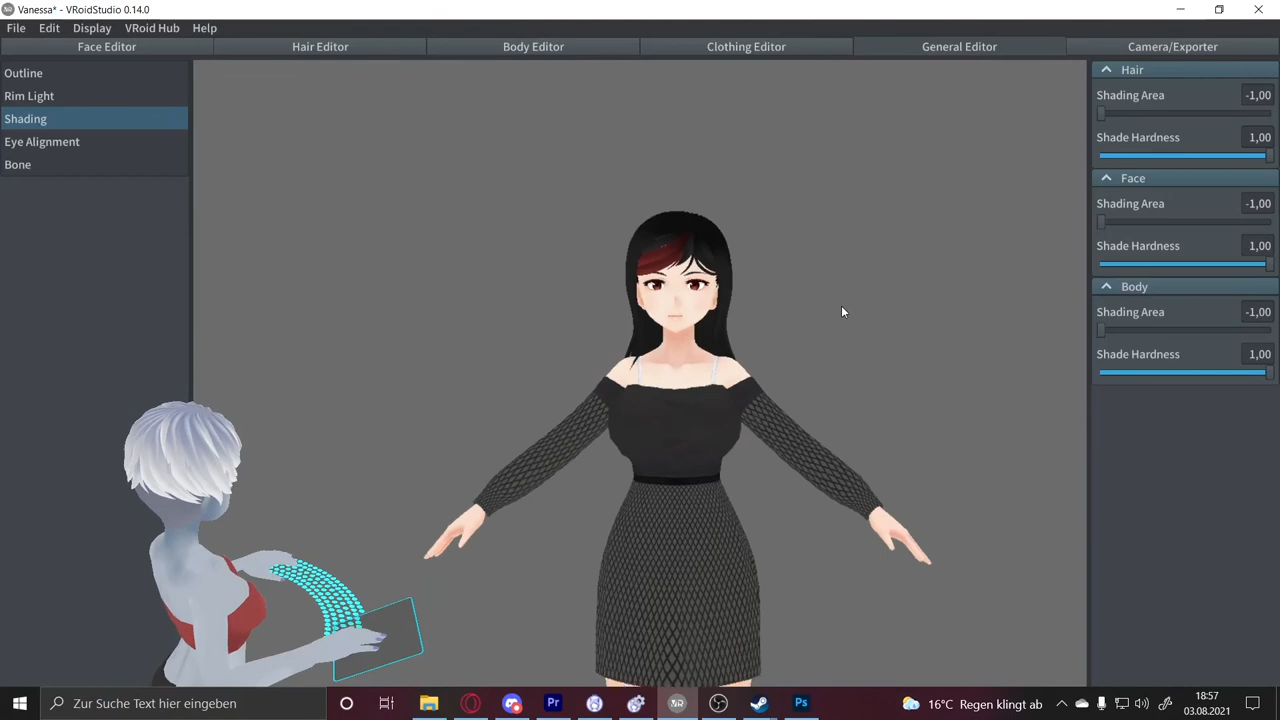 Vanessa* - VRoidStudio 0.14.0
File Edit Display VRoid Hub Help
Face Editor Hair Editor Body Editor Clothing Editor General Editor Camera/Exporter
Outline
Rim Light
Shading
Eye Alignment
Bone
Hair
Shading Area -1,00
Shade Hardness 1,00
Face
Shading Area -1,00
Shade Hardness 1,00
Body
Shading Area -1,00
Shade Hardness 1,00
Zur Suche Text hier eingeben
Pr
Ps
16°C Regen klingt ab
18:57
03.08.2021